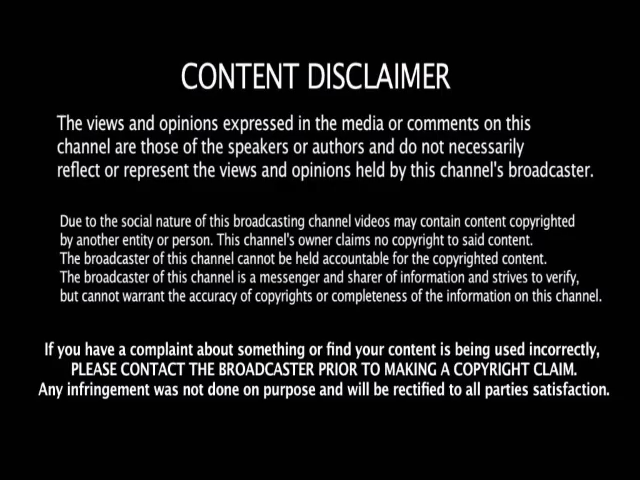 CONTENT DISCLAIMER
The views and opinions expressed in the media or comments on this
channel are those of the speakers or authors and do not necessarily
reflect or represent the views and opinions held by this channel's broadcaster.
Due to the social nature of this broadcasting channel videos may contain content copyrighted
by another entity or person. This channel's owner claims no copyright to said content.
The broadcaster of this channel cannot be held accountable for the copyrighted content.
The broadcaster of this channel is a messenger and sharer of information and strives to verify,
but cannot warrant the accuracy of copyrights or completeness of the information on this channel.
If you have a complaint about something or find your content is being used incorrectly,
PLEASE CONTACT THE BROADCASTER PRIOR TO MAKING A COPYRIGHT CLAIM.
Any infringement was not done on purpose and will be rectified to all parties satisfaction.